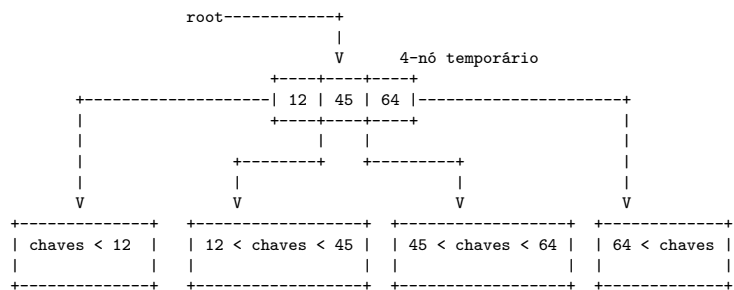 root
4-nó temporário
12 | 45 | 64
chaves < 12 | 12 < chaves < 45 | 45 < chaves < 64 | 64 < chaves